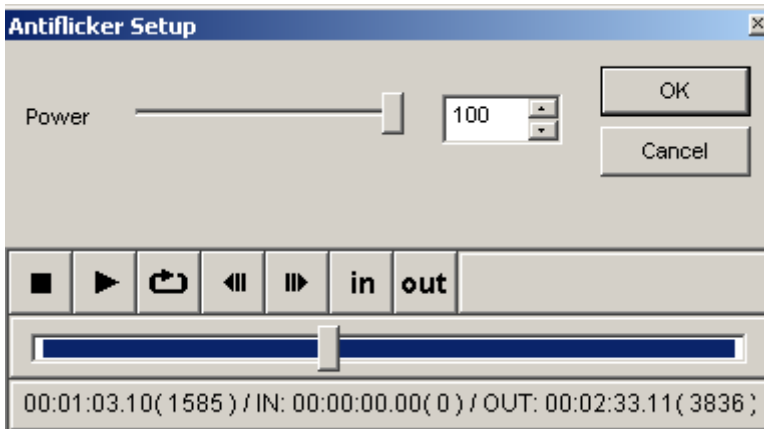 Antiflicker Setup
Power
100
OK
Cancel
in out
00:01:03.10( 1585 ) / IN: 00:00:00.00( 0 ) / OUT: 00:02:33.11( 3836 )